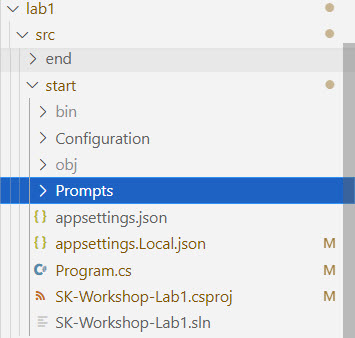 lab1
src
end
start
bin
Configuration
obj
Prompts
appsettings.json
appsettings.Local.json M
Program.cs M
SK-Workshop-Lab1.csproj M
SK-Workshop-Lab1.sln